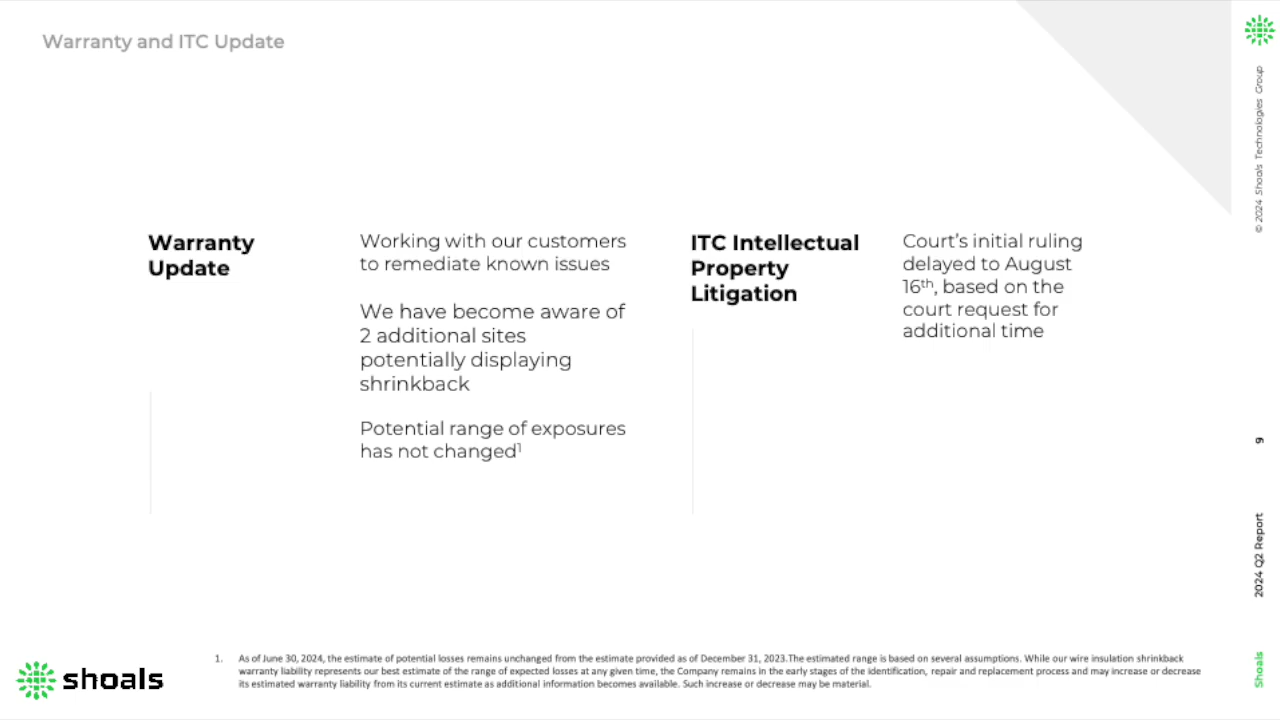 Warranty and ITC Update
Warranty
Update
Working with our customers
to remediate known issues
We have become aware of
2 additional sites
potentially displaying
shrinkback
Potential range of exposures
has not changed¹
ITC Intellectual
Property
Litigation
Court’s initial ruling
delayed to August
16ᵗʰ, based on the
court request for
additional time
1. As of June 30, 2024, the estimate of potential losses remains unchanged from the estimate provided as of December 31, 2023.The estimated range is based on several assumptions. While our wire insulation shrinkback
warranty liability represents our best estimate of the range of expected losses at any given time, the Company remains in the early stages of the identification, repair and replacement process and may increase or decrease
its estimated warranty liability from its current estimate as additional information becomes available. Such increase or decrease may be material.
shoals
© 2024 Shoals Technologies Group
9
2024 Q2 Report
Shoals